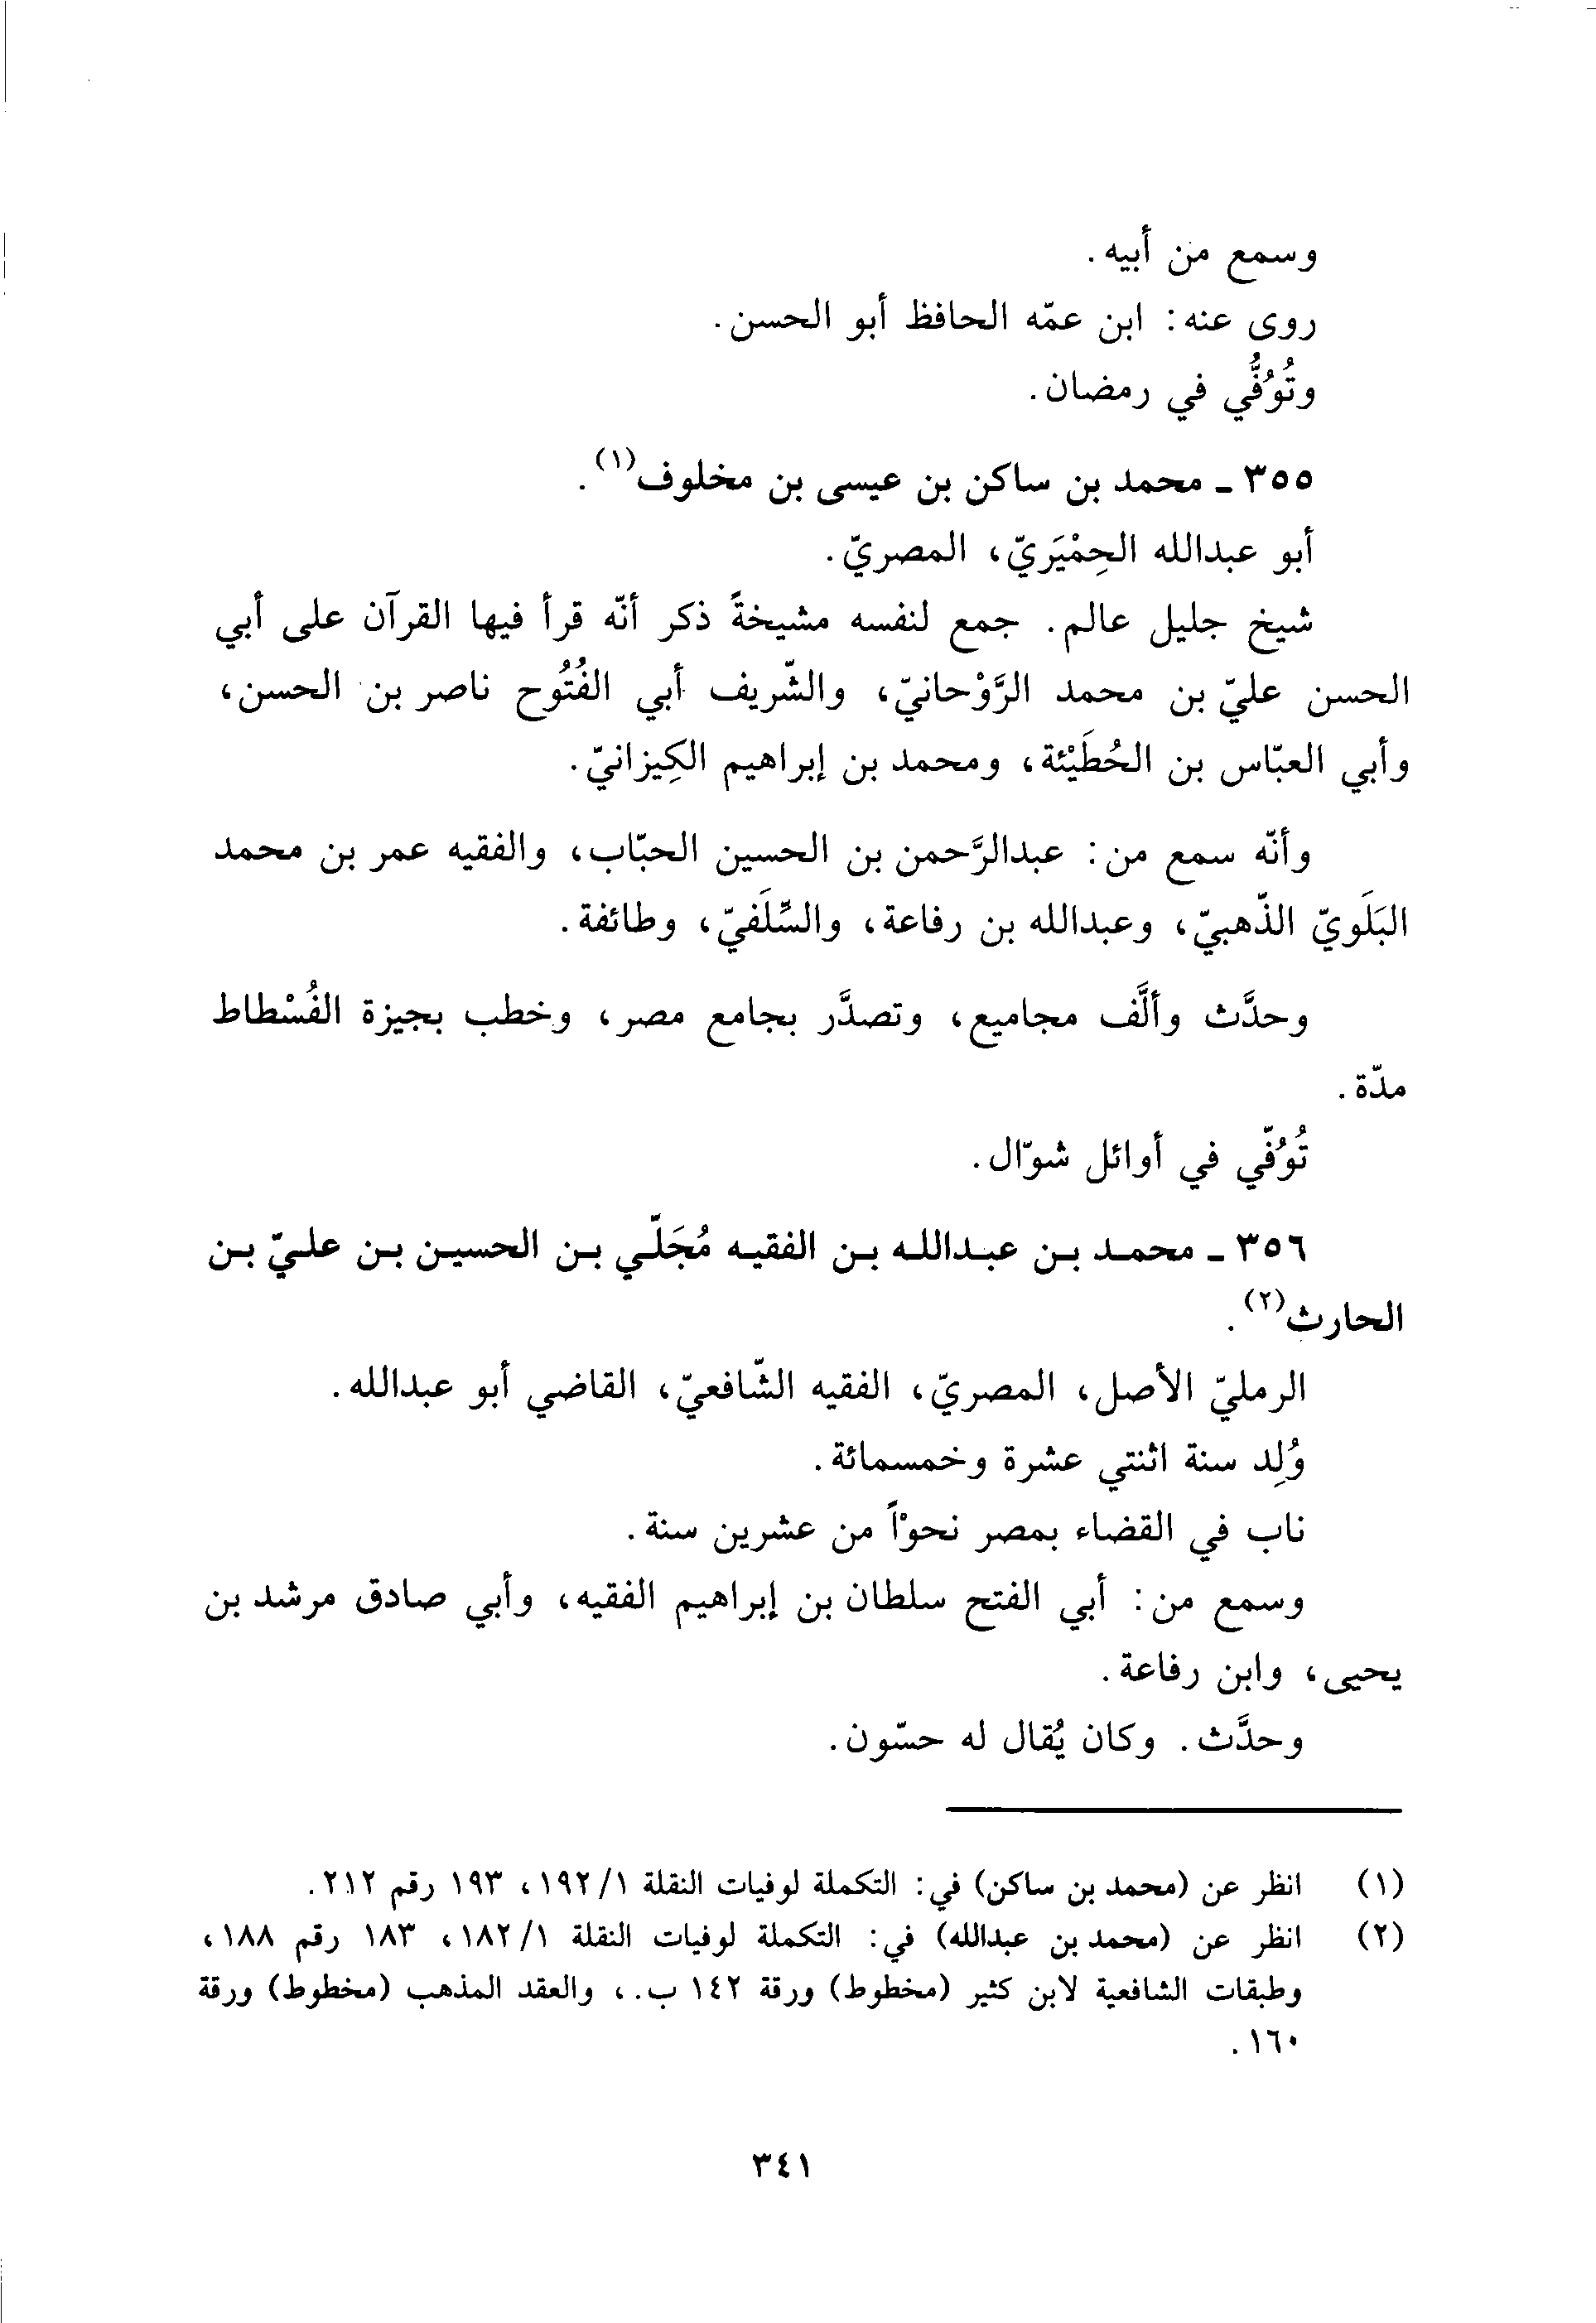 وسمع من أبيه.
روى عنه: ابن عمّه الحافظ أبو الحسن.
وتُوُفُّي في رمضان.
٣٥٥ ـ محمد بن ساكن بن عيسى بن مخلوف(١).
أبو عبدالله الحِمْيَريّ، المصريّ.
شيخ جليل عالم. جمع لنفسه مشيخةً ذكر أنّه قرأ فيها القرآن على أبي
الحسن عليّ بن محمد الرَّوْحانيّ، والشّريف أبي الفُتُوح ناصر بن الحسن،
وأبي العبّاس بن الحُطَيْئة، ومحمد بن إبراهيم الكِيزانيّ.
وأنّه سمع من: عبدالرَّحمن بن الحسين الحبّاب، والفقيه عمر بن محمد
البَلَويّ الذّهبيّ، وعبدالله بن رفاعة، والسِّلَفيّ، وطائفة.
وحدَّث وألَّف مجاميع، وتصدَّر بجامع مصر، وخطب بجيزة الفُسْطاط
مدّة.
تُوُفّي في أوائل شوّال.
٣٥٦ ـ محمد بن عبدالله بن الفقيه مُجَلّي بن الحسين بن عليّ بن
الحارث(٢).
الرمليّ الأصل، المصريّ، الفقيه الشّافعيّ، القاضي أبو عبدالله.
وُلِد سنة اثنتي عشرة وخمسمائة.
ناب في القضاء بمصر نحوْاً من عشرين سنة.
وسمع من: أبي الفتح سلطان بن إبراهيم الفقيه، وأبي صادق مرشد بن
يحيى، وابن رفاعة.
وحدَّث. وكان يُقال له حسّون.
(١) انظر عن (محمد بن ساكن) في: التكملة لوفيات النقلة ١/١٩٢، ١٩٣ رقم ٢١٢.
(٢) انظر عن (محمد بن عبدالله) في: التكملة لوفيات النقلة ١/١٨٢، ١٨٣ رقم ١٨٨،
وطبقات الشافعية لابن كثير (مخطوط) ورقة ١٤٢ ب.، والعقد المذهب (مخطوط) ورقة
١٦٠.
٣٤١